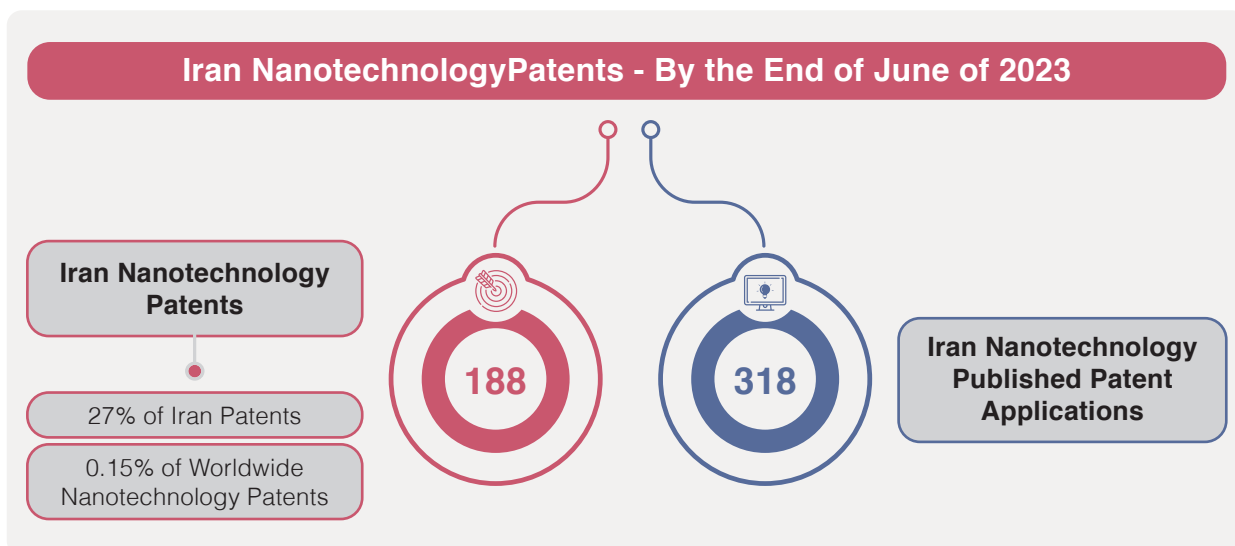 Iran NanotechnologyPatents - By the End of June of 2023
Iran Nanotechnology
Patents
27% of Iran Patents
0.15% of Worldwide
Nanotechnology Patents
188
318
Iran Nanotechnology
Published Patent
Applications